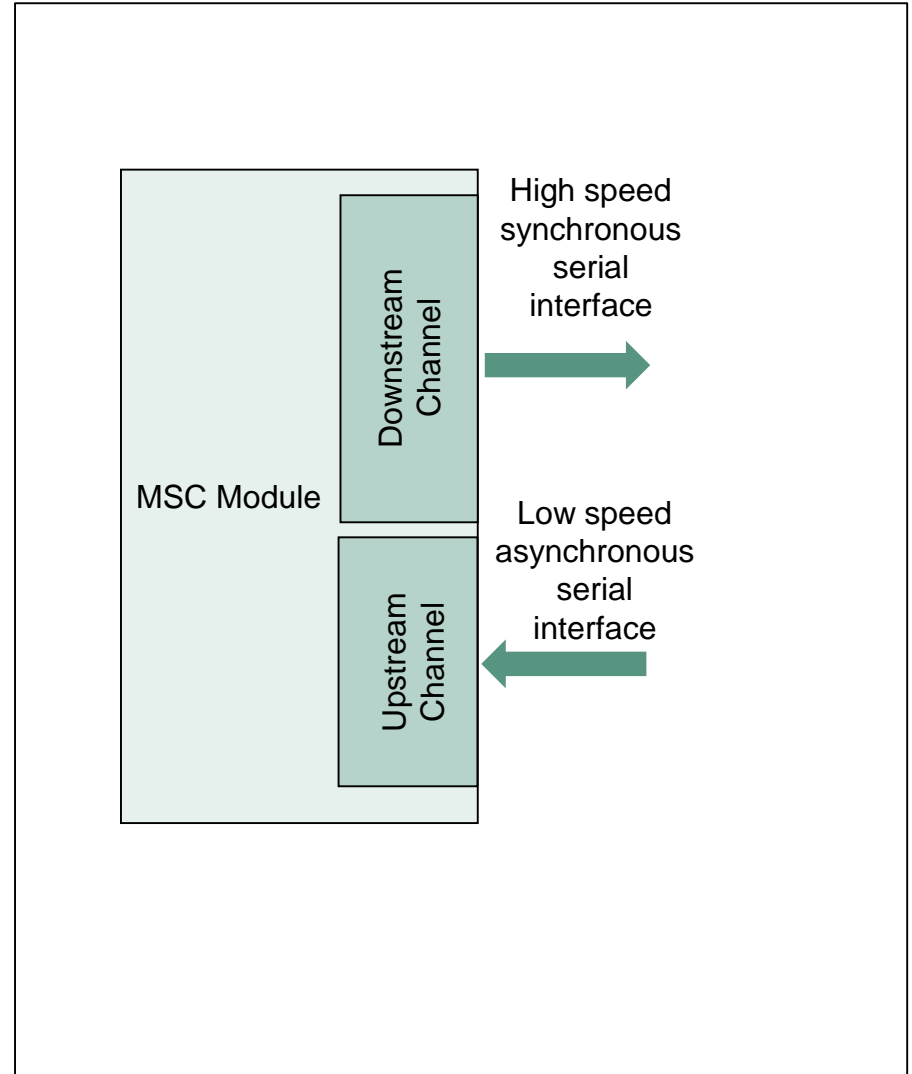 High speed
synchronous
serial
interface
Downstream
Channel
MSC Module
Low speed
asynchronous
serial
interface
Upstream
Channel